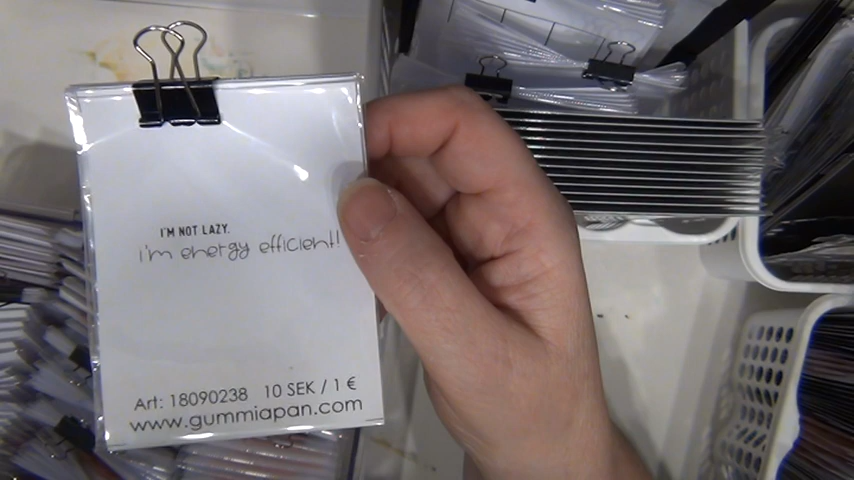 I'M NOT LAZY.
i'm energy efficient!
Art: 18090238 10 SEK / 1 €
www.gummiapan.com